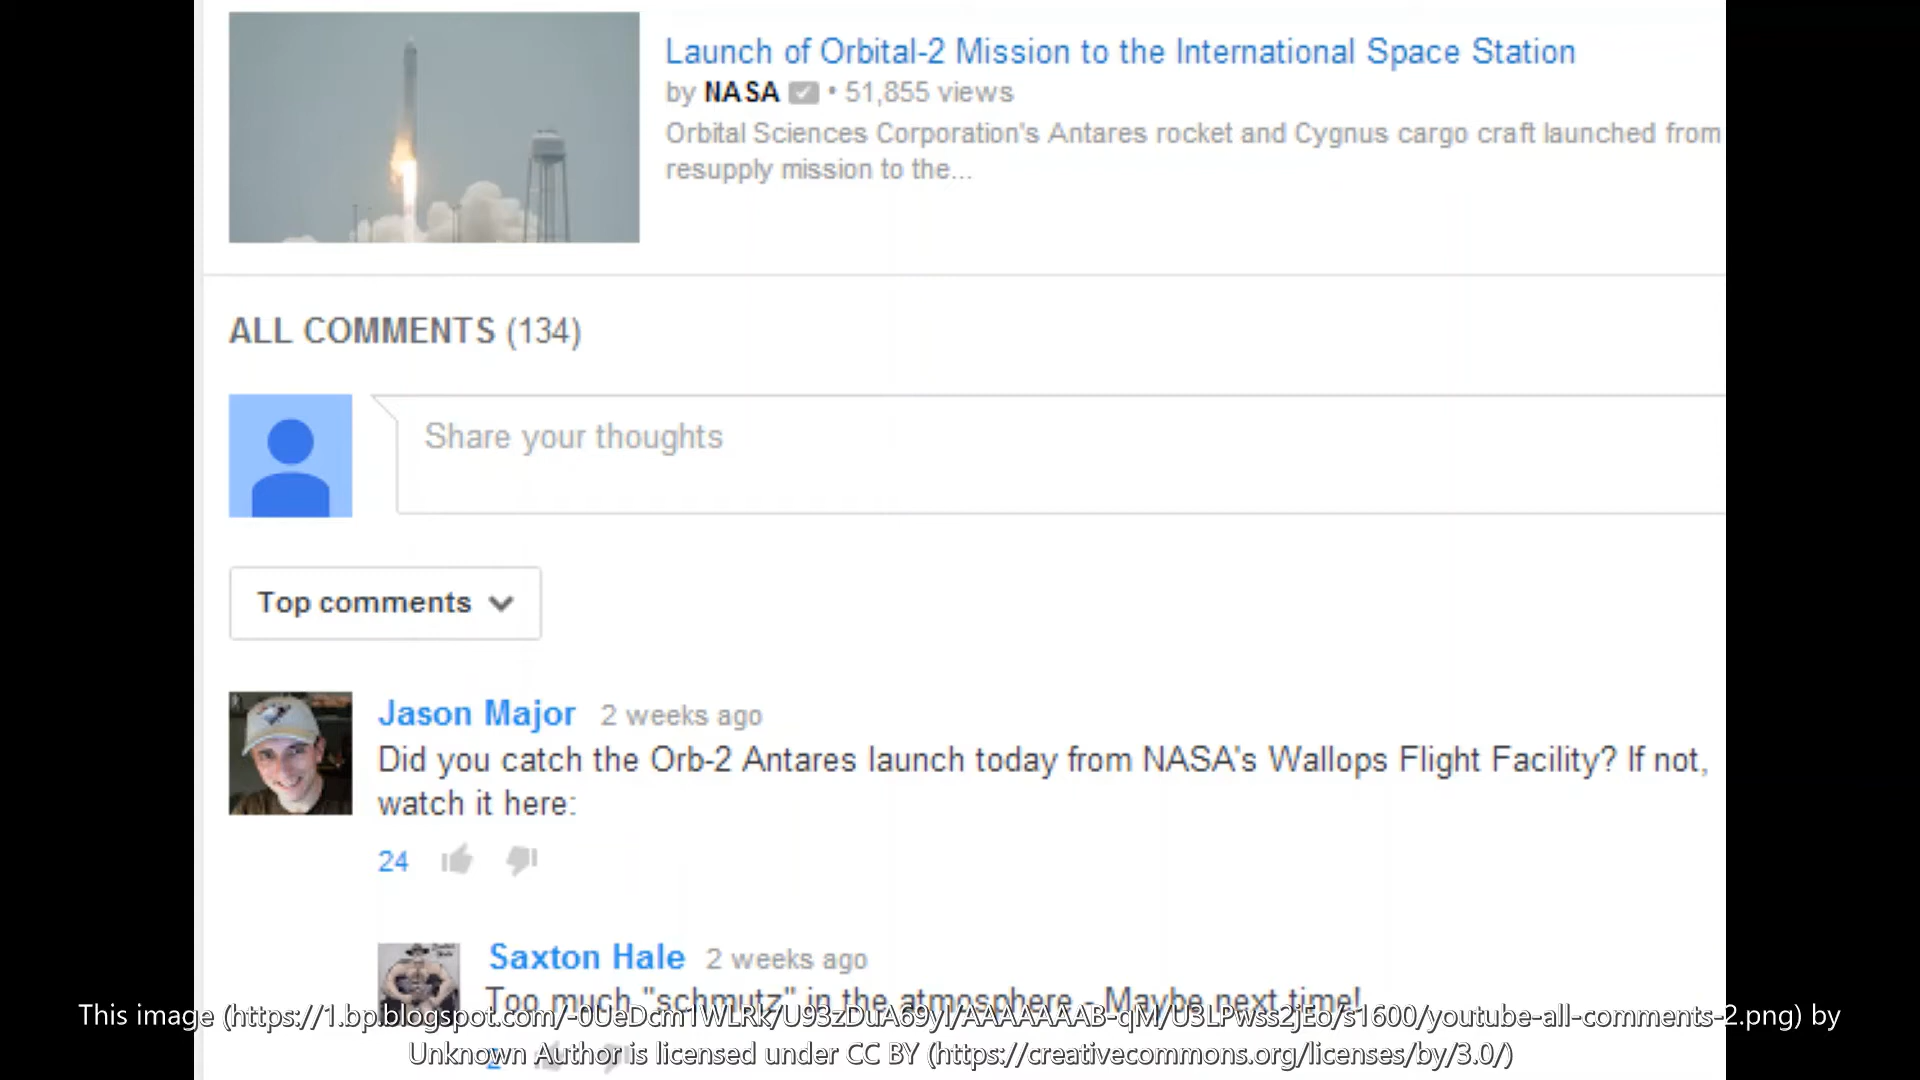 Launch of Orbital-2 Mission to the International Space Station
by NASA • 51,855 views
Orbital Sciences Corporation's Antares rocket and Cygnus cargo craft launched from
resupply mission to the...
ALL COMMENTS (134)
Share your thoughts
Top comments
Jason Major 2 weeks ago
Did you catch the Orb-2 Antares launch today from NASA's Wallops Flight Facility? If not,
watch it here:
24
Saxton Hale 2 weeks ago
Too much "schmutz" in the atmosphere - Maybe next time!
This image (https://1.bp.blogspot.com/-0UeDcm1WLRk/U93zDuA69yI/AAAAAAAB-qM/U3LPwss2jEo/s1600/youtube-all-comments-2.png) by
Unknown Author is licensed under CC BY (https://creativecommons.org/licenses/by/3.0/)